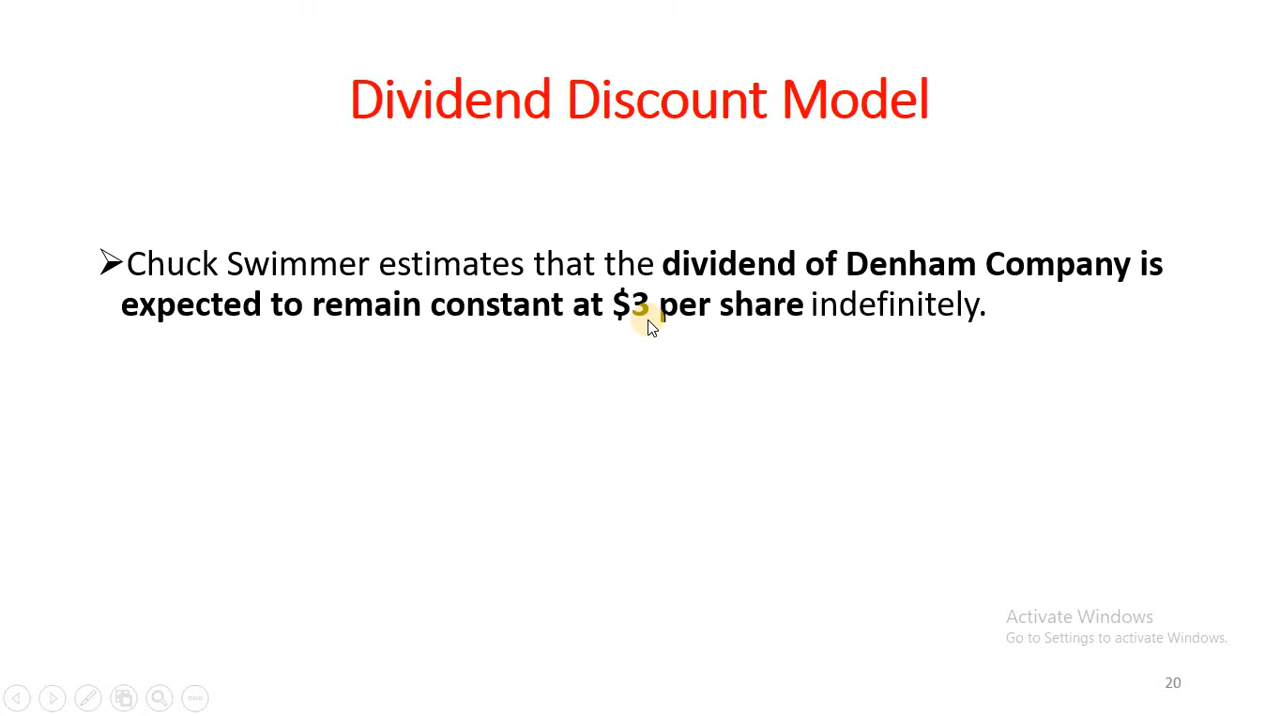 Dividend Discount Model
➢Chuck Swimmer estimates that the dividend of Denham Company is
expected to remain constant at $3 per share indefinitely.
Activate Windows
Go to Settings to activate Windows.
20